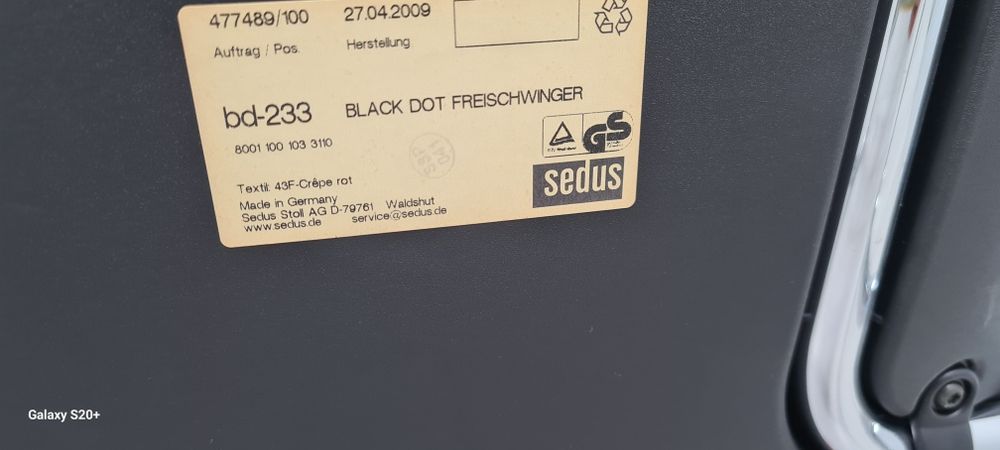 477489/100 27.04.2009
Auftrag / Pos. Herstellung
bd-233 BLACK DOT FREISCHWINGER
8001 100 103 3110
GS
sedus
Textil: 43F-Crêpe rot
Made in Germany
Sedus Stoll AG D-79761 Waldshut
www.sedus.de service@sedus.de
Galaxy S20+